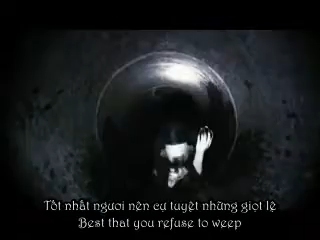 Tốt nhất ngươi nên cự tuyệt những giọt lệ
Best that you refuse to weep